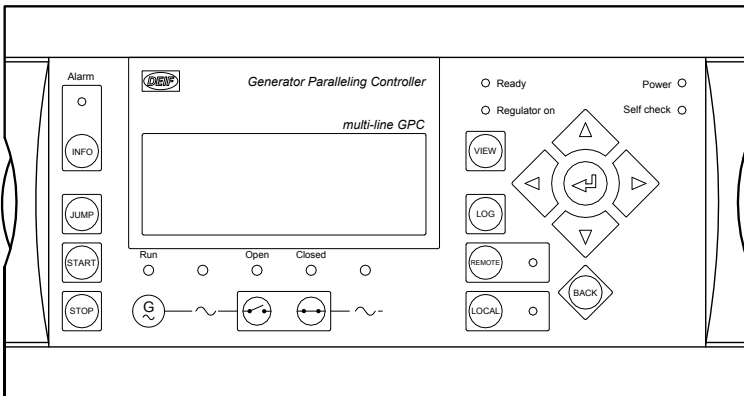 Alarm
INFO
JUMP
START
STOP
DEIF
Generator Paralleling Controller
multi-line GPC
Run
Open
Closed
G
Ready
Regulator on
Power
Self check
VIEW
LOG
REMOTE
LOCAL
BACK